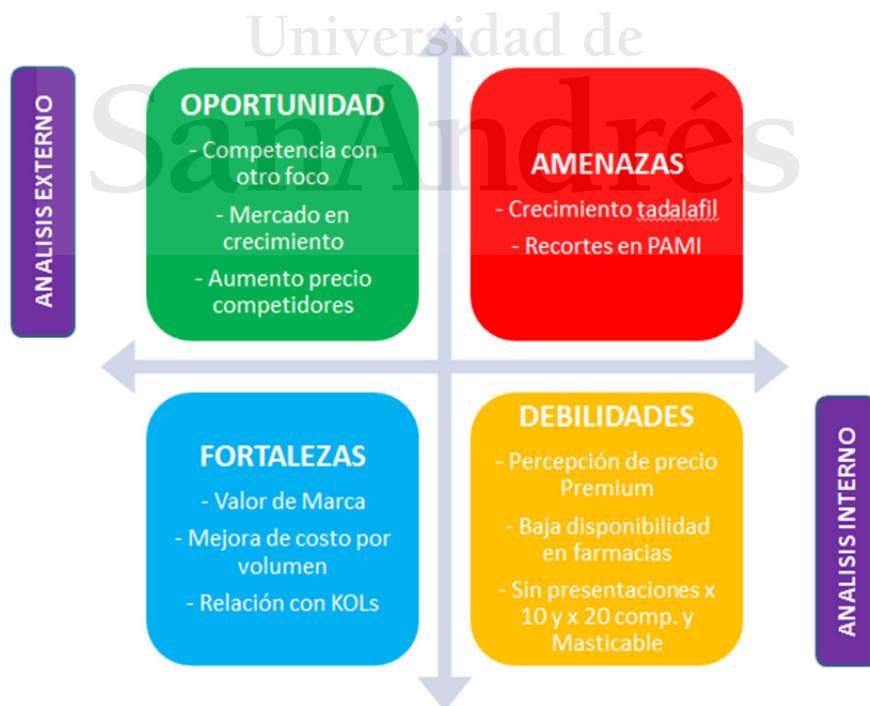 Universidad de
SanAndrés
ANALISIS EXTERNO
OPORTUNIDAD
- Competencia con
otro foco
- Mercado en
crecimiento
- Aumento precio
competidores
AMENAZAS
- Crecimiento tadalafil
- Recortes en PAMI
FORTALEZAS
- Valor de Marca
- Mejora de costo por
volumen
- Relación con KOLs
DEBILIDADES
- Percepción de precio
Premium
- Baja disponibilidad
en farmacias
- Sin presentaciones x
10 y x 20 comp. y
Masticable
ANALISIS INTERNO